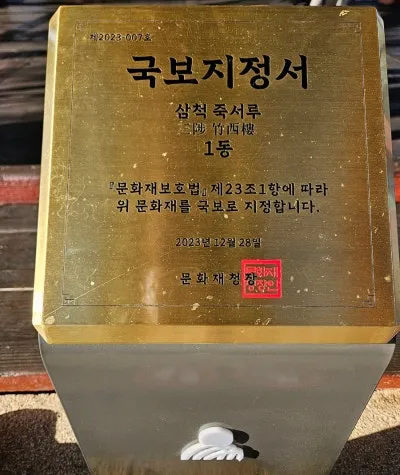 제2023-007호
국보지정서
삼척 죽서루
三陟 竹西樓
1동
『문화재보호법』제23조1항에 따라
위 문화재를 국보로 지정합니다.
2023년 12월 28일
문화재청장